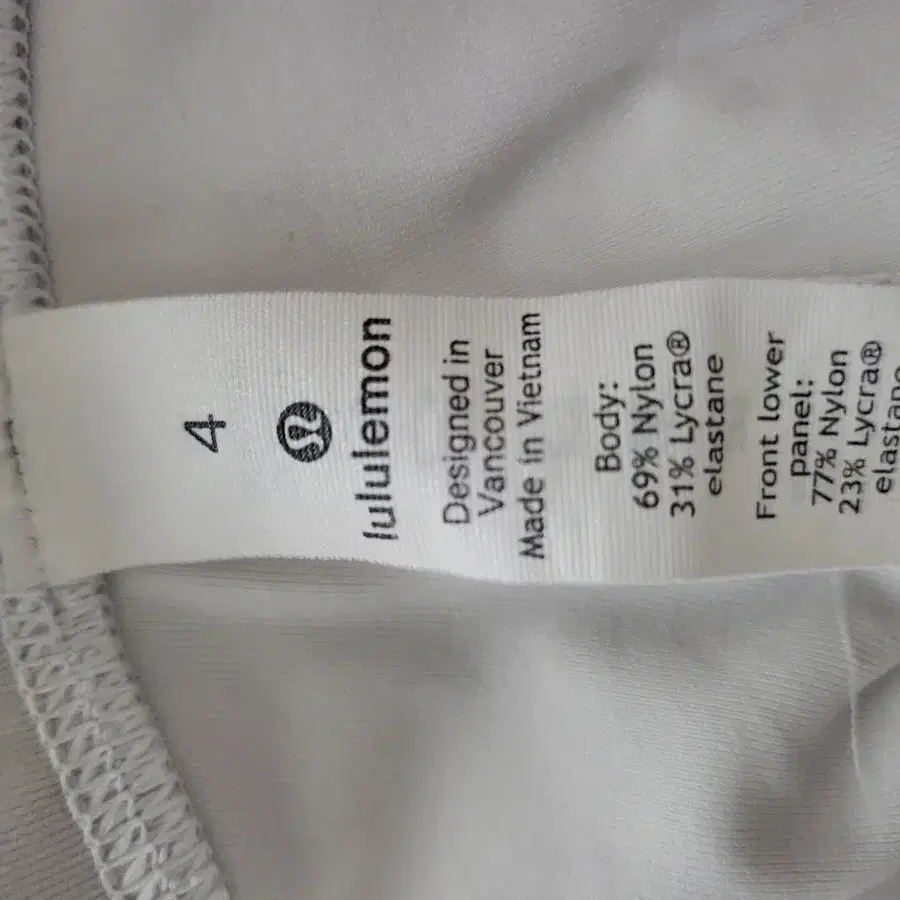 4
lululemon
Designed in
Vancouver
Made in Vietnam
Body:
69% Nylon
31% Lycra®
elastane
Front lower
panel:
77% Nylon
23% Lycra®
elastane